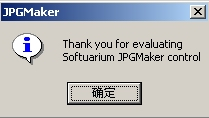 JPGMaker
Thank you for evaluating
Softuarium JPGMaker control
确定